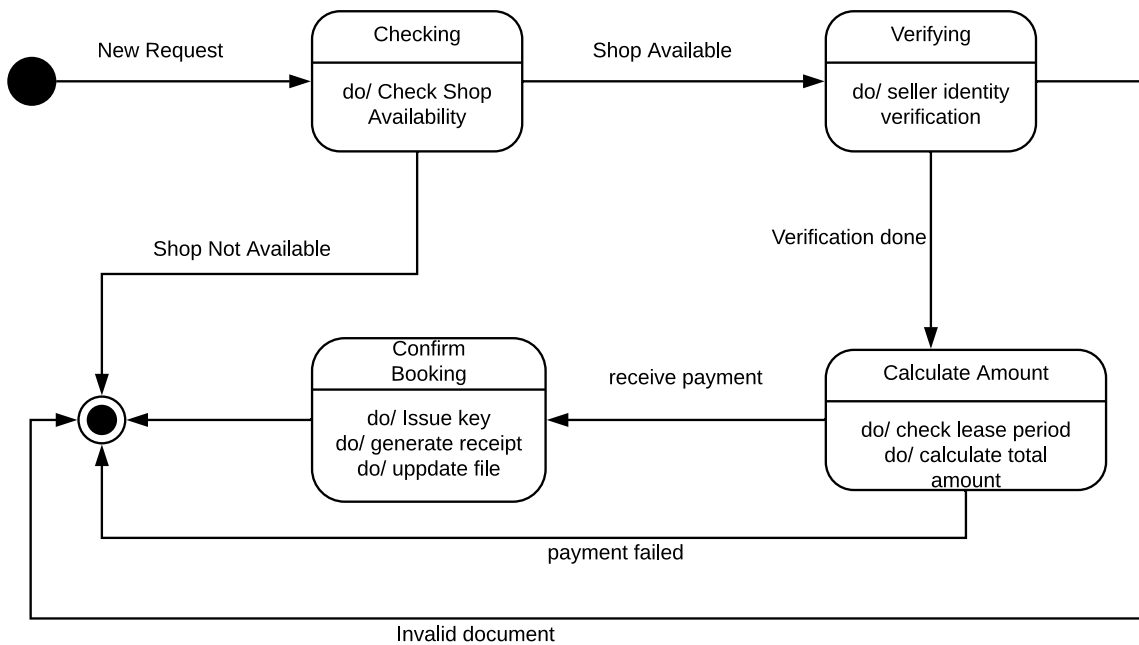 New Request
Checking
do/ Check Shop
Availability
Shop Available
Verifying
do/ seller identity
verification
Shop Not Available
Verification done
Confirm
Booking
do/ Issue key
do/ generate receipt
do/ uppdate file
receive payment
Calculate Amount
do/ check lease period
do/ calculate total
amount
payment failed
Invalid document